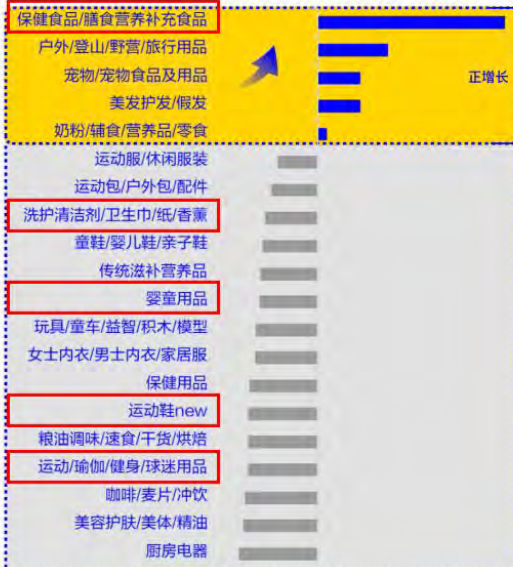 保健食品/膳食营养补充食品
户外/登山/野营/旅行用品
宠物/宠物食品及用品
正增长
美发护发/假发
奶粉/辅食/营养品/零食
运动服/休闲服装
运动包/户外包/配件
洗护清洁剂/卫生巾/纸/香薰
童鞋/婴儿鞋/亲子鞋
传统滋补营养品
婴童用品
玩具/童车/益智/积木/模型
女士内衣/男士内衣/家居服
保健用品
运动鞋new
粮油调味/速食/干货/烘焙
运动/瑜伽/健身/球迷用品
咖啡/麦片/冲饮
美容护肤/美体/精油
厨房电器